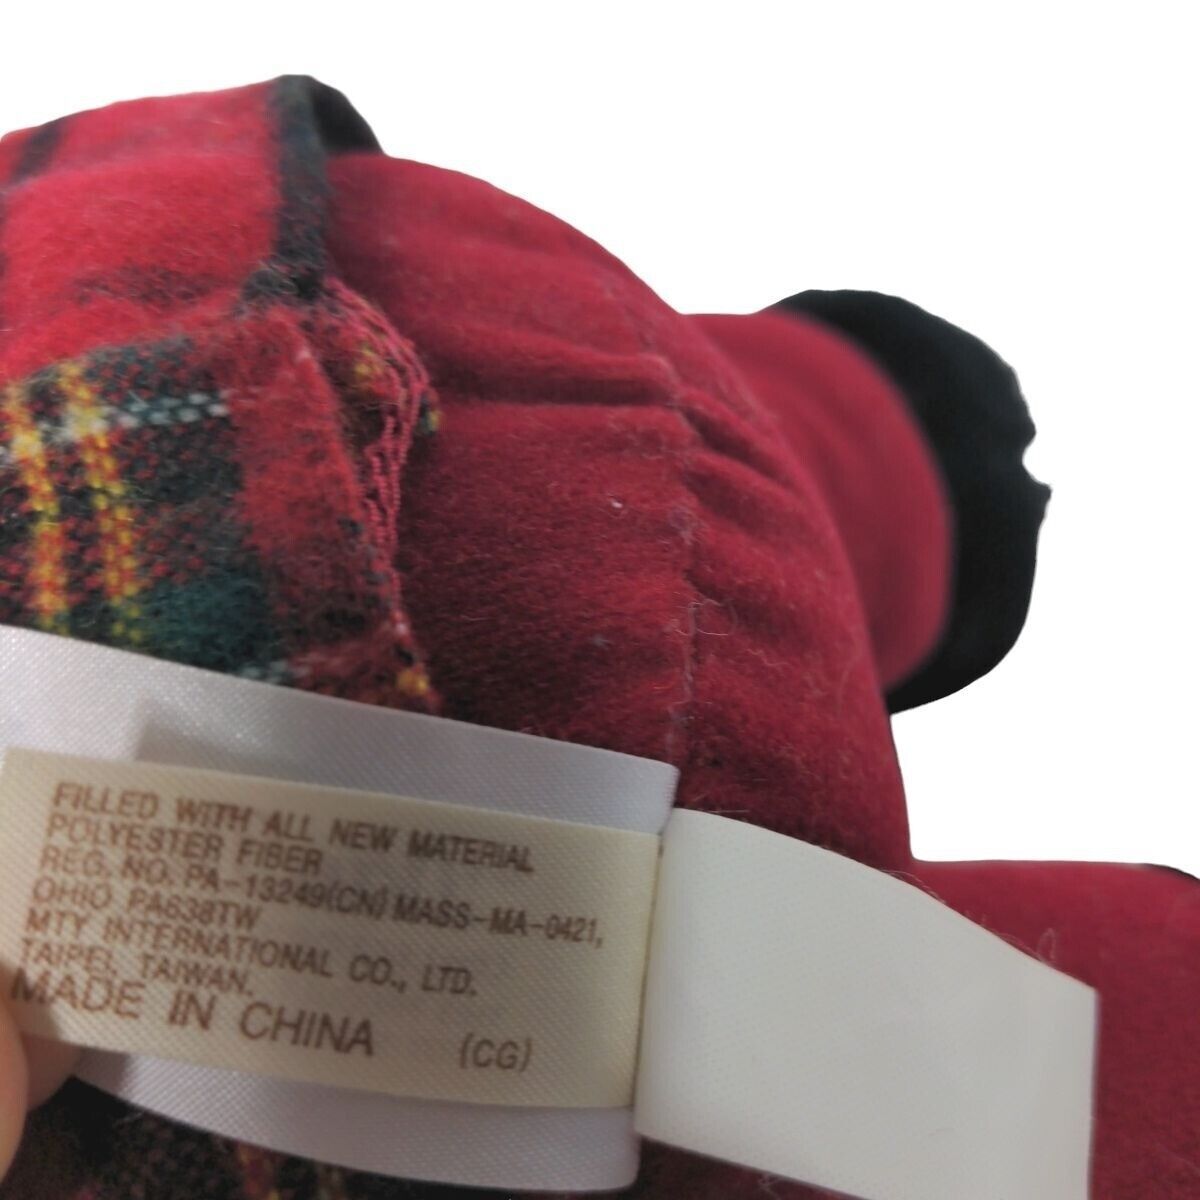 FILLED WITH ALL NEW MATERIAL
POLYESTER FIBER
REG. NO. PA-13249(CN) MASS-MA-0421,
OHIO PA638TW
MTY INTERNATIONAL CO., LTD.
TAIPEI, TAIWAN.
MADE IN CHINA (CG)